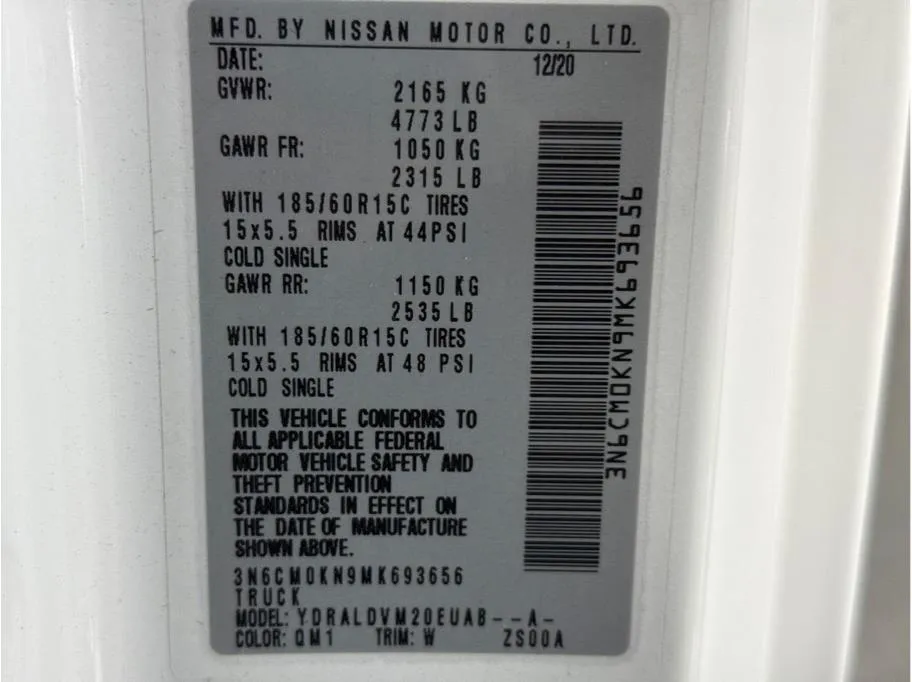 MFD. BY NISSAN MOTOR CO., LTD.
DATE: 12/20
GVWR: 2165 KG
4773 LB
GAWR FR: 1050 KG
2315 LB
WITH 185/60R15C TIRES
15x5.5 RIMS AT 44PSI
COLD SINGLE
GAWR RR: 1150 KG
2535 LB
WITH 185/60R15C TIRES
15x5.5 RIMS AT 48 PSI
COLD SINGLE
THIS VEHICLE CONFORMS TO
ALL APPLICABLE FEDERAL
MOTOR VEHICLE SAFETY AND
THEFT PREVENTION
STANDARDS IN EFFECT ON
THE DATE OF MANUFACTURE
SHOWN ABOVE.
3N6CM0KN9MK693656
TRUCK
MODEL: YDRALDVM20EUAB--A-
COLOR: QM1 TRIM: W ZS00A
3N6CM0KN9MK693656